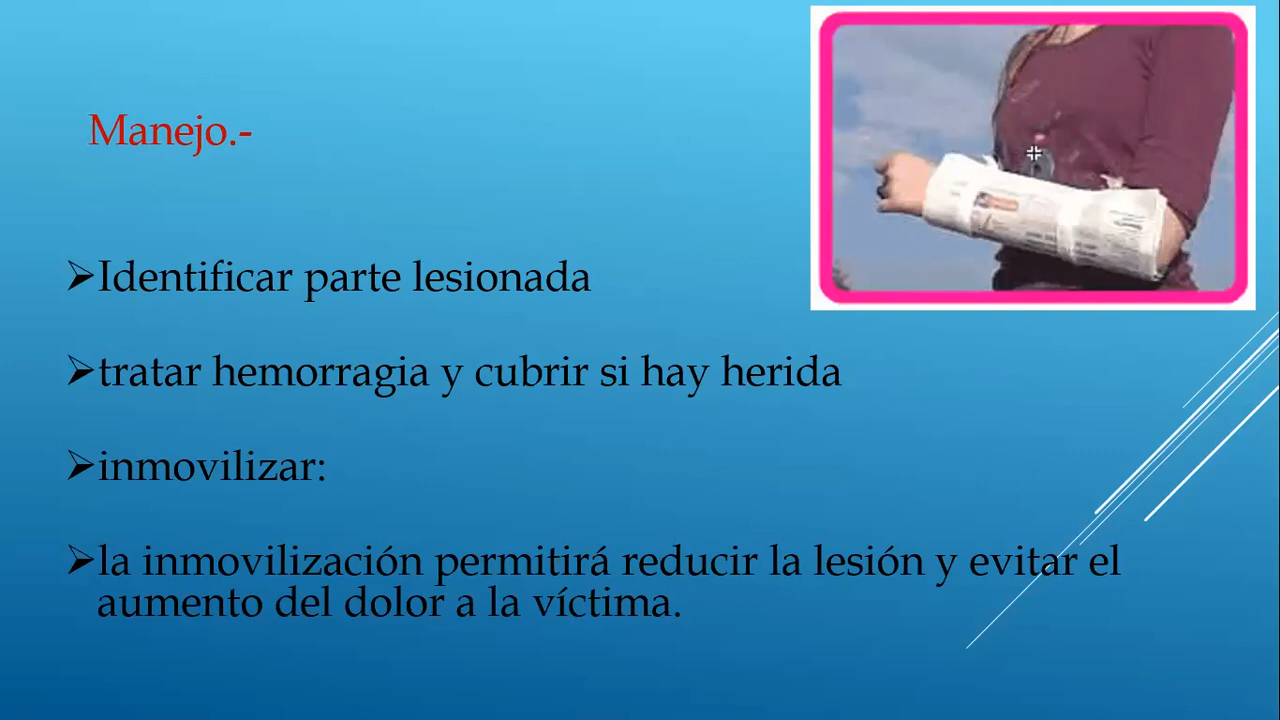 Manejo.-
➢Identificar parte lesionada
➢tratar hemorragia y cubrir si hay herida
➢inmovilizar:
➢la inmovilización permitirá reducir la lesión y evitar el
aumento del dolor a la víctima.